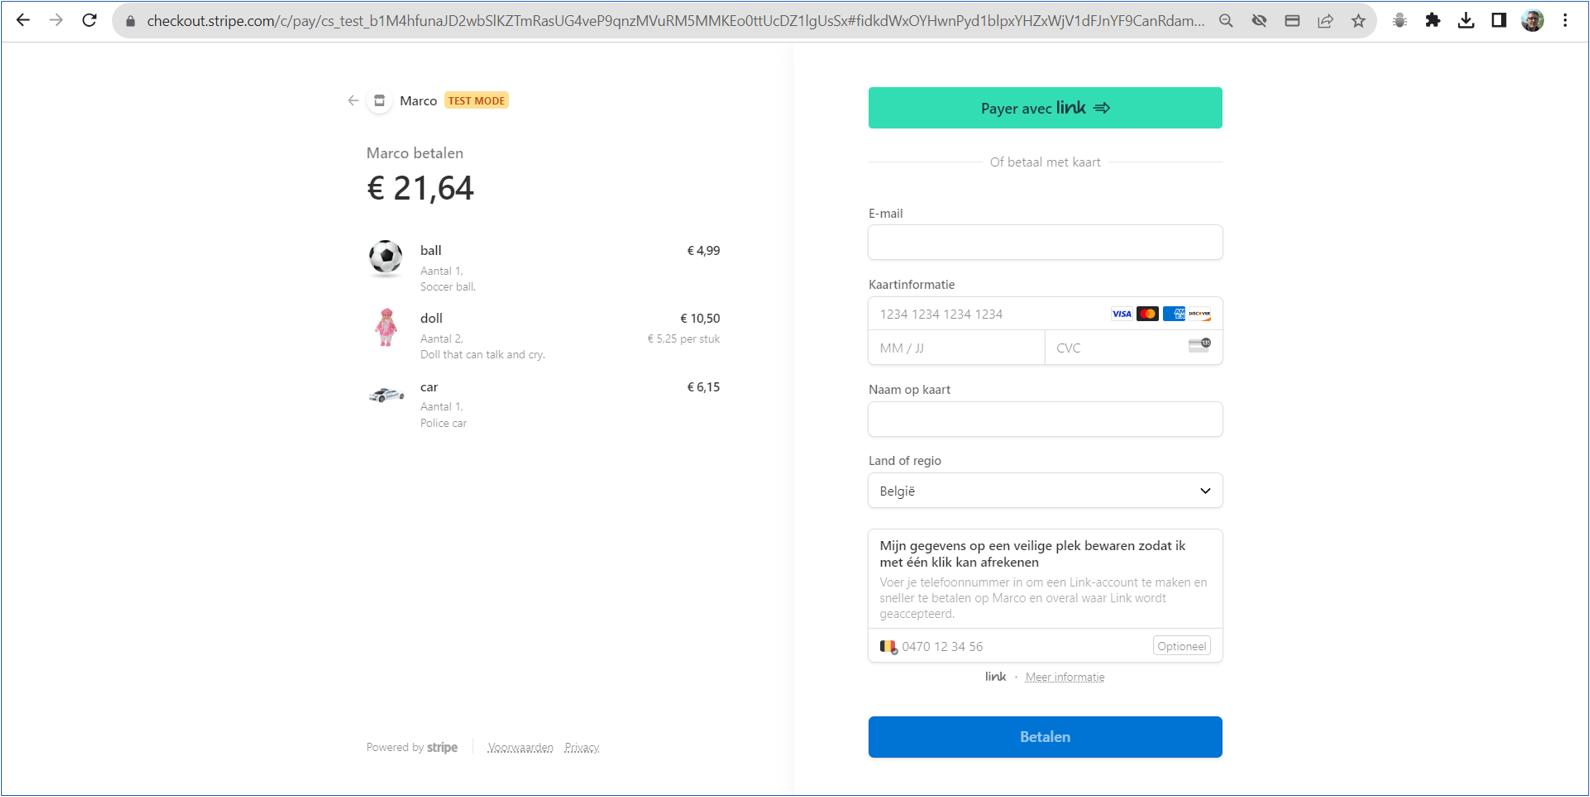 checkout.stripe.com/c/pay/cs_test_b1M4hfunaJD2wbSlKZTmRasUG4veP9qnzMVuRM5MMKEo0ttUcDZ1lgUsSx#fidkdWxOYHwnPyd1blpxYHZxWjV1dFJnYF9CanRdam...
Marco TEST MODE
Marco betalen
€ 21,64
ball € 4,99
Aantal 1,
Soccer ball.
doll € 10,50
Aantal 2, € 5,25 per stuk
Doll that can talk and cry.
car € 6,15
Aantal 1,
Police car
Powered by stripe Voorwaarden Privacy
Payer avec link
Of betaal met kaart
E-mail
Kaartinformatie
1234 1234 1234 1234 VISA DISCOVER
MM / JJ CVC
Naam op kaart
Land of regio
België
Mijn gegevens op een veilige plek bewaren zodat ik
met één klik kan afrekenen
Voer je telefoonnummer in om een Link-account te maken en
sneller te betalen op Marco en overal waar Link wordt
geaccepteerd.
0470 12 34 56 Optioneel
link • Meer informatie
Betalen